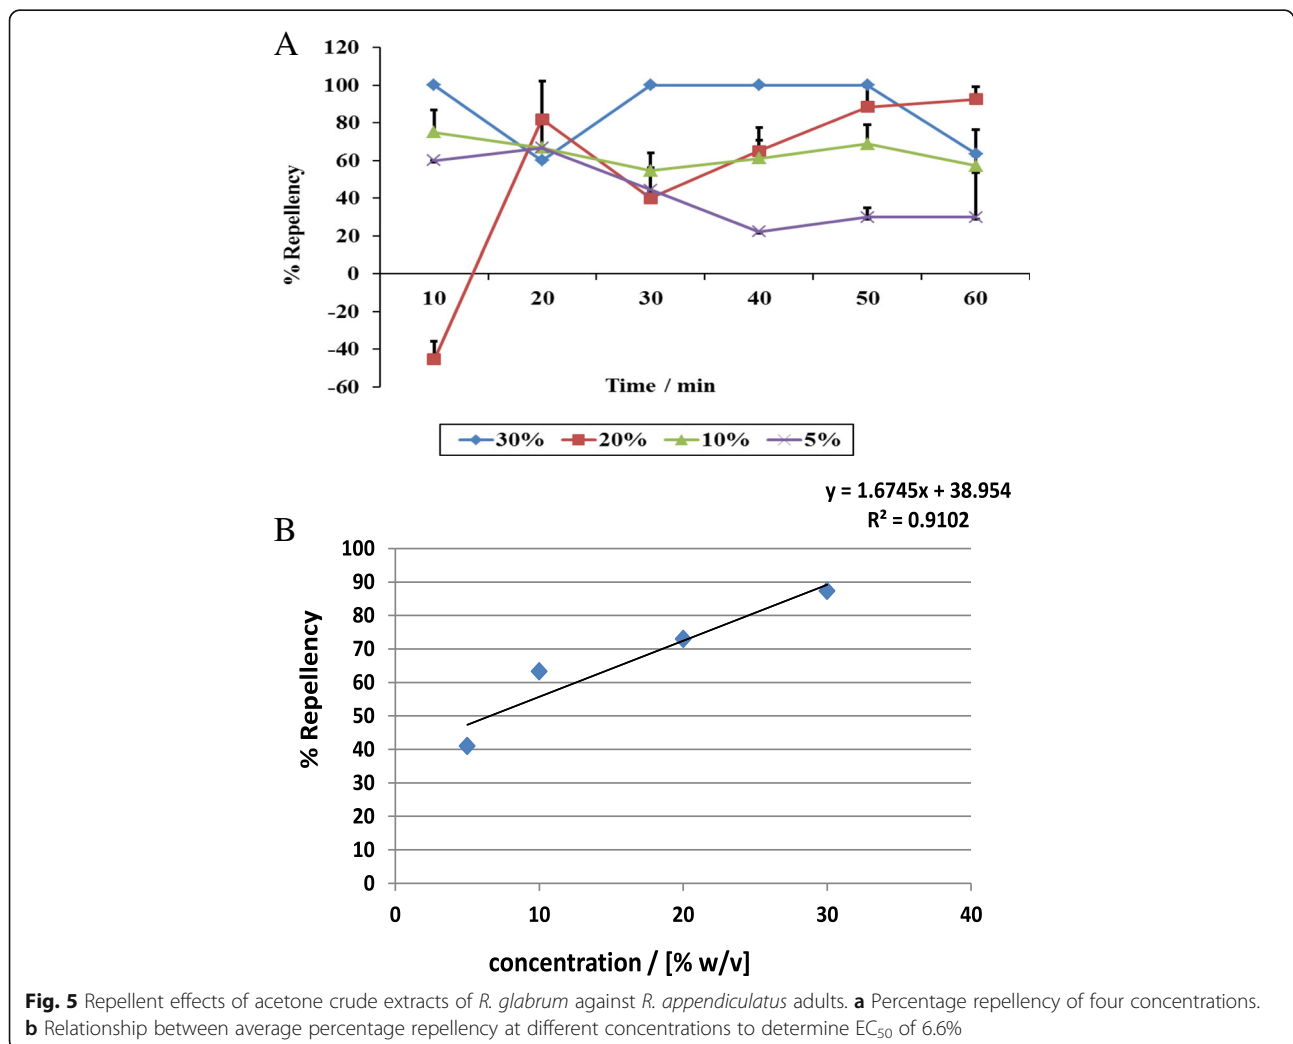 A
120
100
80
60
40
20
0
-20
-40
-60
% Repellency
10 20 30 40 50 60
Time / min
30% 20% 10% 5%
y = 1.6745x + 38.954
R² = 0.9102
B
100
90
80
70
60
50
40
30
20
10
0
% Repellency
0 10 20 30 40
concentration / [% w/v]
Fig. 5 Repellent effects of acetone crude extracts of R. glabrum against R. appendiculatus adults. a Percentage repellency of four concentrations.
b Relationship between average percentage repellency at different concentrations to determine EC₅₀ of 6.6%